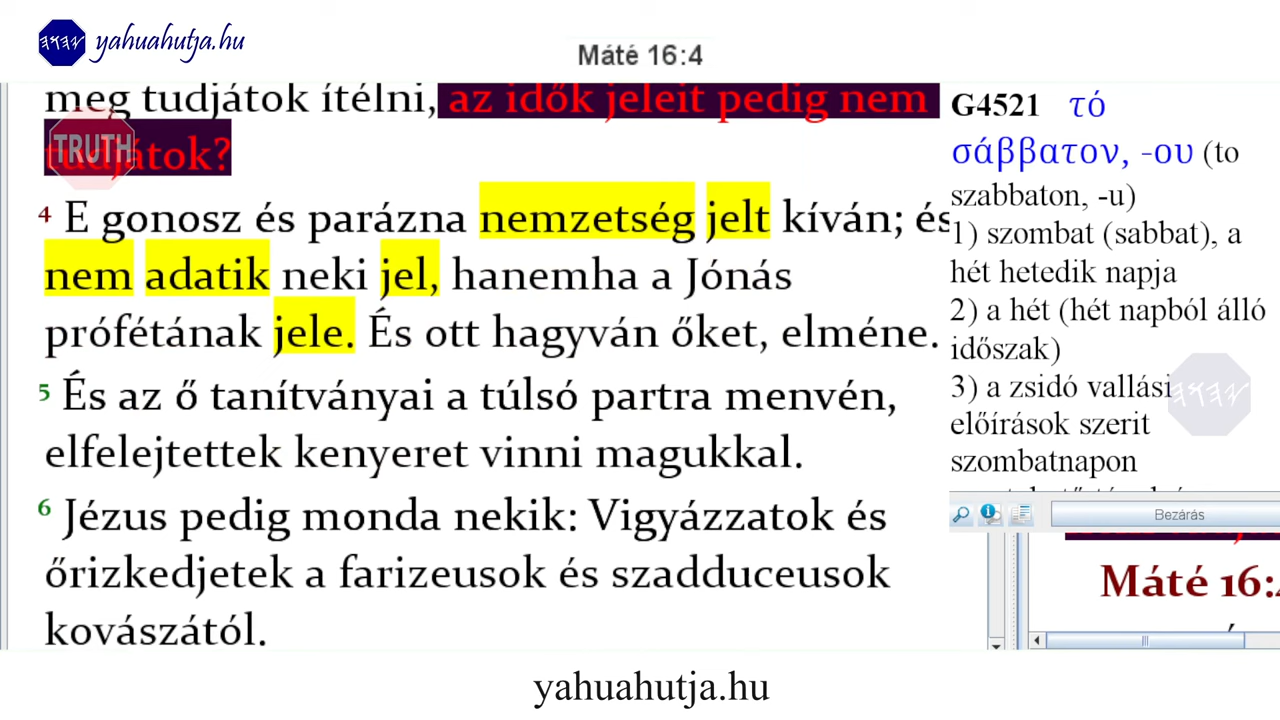 yahuahutja.hu
Máté 16:4
meg tudjátok ítélni, az idők jeleit pedig nem
tudjátok?
TRUTH
4 E gonosz és parázna nemzetség jelt kíván; és
nem adatik neki jel, hanemha a Jónás
prófétának jele. És ott hagyván őket, elméne.
5 És az ő tanítványai a túlsó partra menvén,
elfelejtettek kenyeret vinni magukkal.
6 Jézus pedig monda nekik: Vigyázzatok és
őrizkedjetek a farizeusok és szadduceusok
kovászától.
G4521 τό
σάββατον, -ου (to
szabbaton, -u)
1) szombat (sabbat), a
hét hetedik napja
2) a hét (hét napból álló
időszak)
3) a zsidó vallási
előírások szerit
szombatnapon
Bezárás
Máté 16:4
yahuahutja.hu